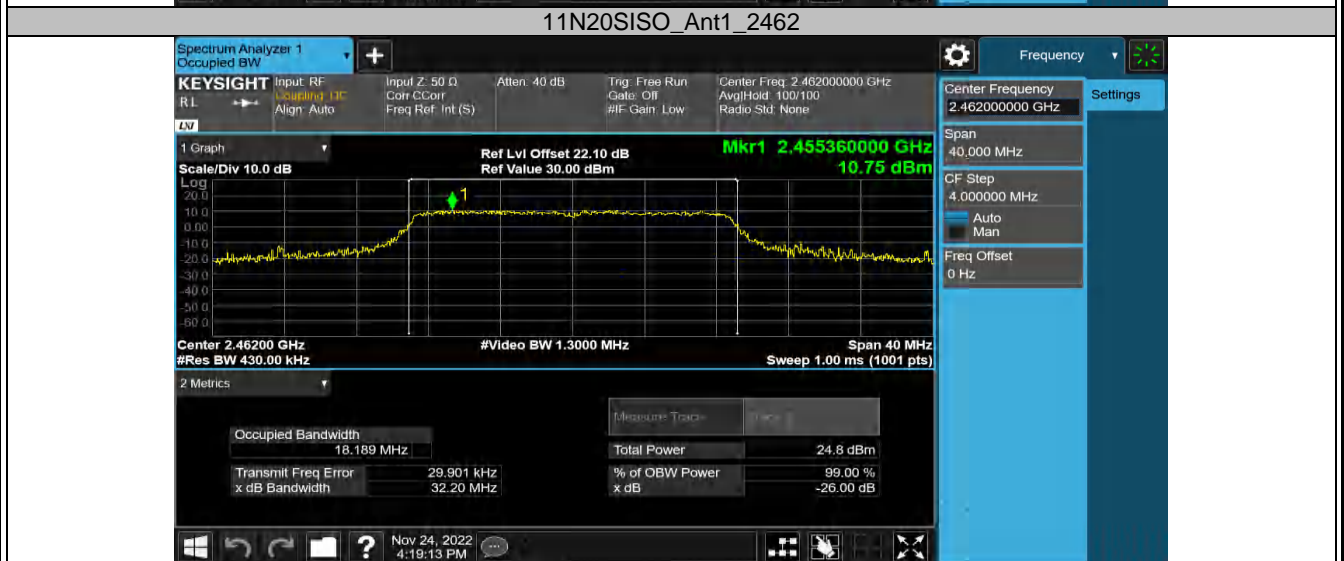 11N20SISO_Ant1_2462
Spectrum Analyzer 1
Occupied BW
+
Frequency
KEYSIGHT
RL
LXI
Input: RF
Coupling: DC
Align: Auto
Input Z: 50 Ω
Corr CCorr
Freq Ref: Int (S)
Atten: 40 dB
Trig: Free Run
Gate: Off
#IF Gain: Low
Center Freq: 2.462000000 GHz
Avg|Hold: 100/100
Radio Std: None
Center Frequency
2.462000000 GHz
Settings
Span
40.000 MHz
CF Step
4.000000 MHz
Auto
Man
Freq Offset
0 Hz
1 Graph
Scale/Div 10.0 dB
Ref Lvl Offset 22.10 dB
Ref Value 30.00 dBm
Mkr1 2.455360000 GHz
10.75 dBm
Log
20.0
10.0
0.00
-10.0
-20.0
-30.0
-40.0
-50.0
-60.0
1
Center 2.46200 GHz
#Res BW 430.00 kHz
#Video BW 1.3000 MHz
Span 40 MHz
Sweep 1.00 ms (1001 pts)
2 Metrics
Measure Trace
Trace 1
Occupied Bandwidth
18.189 MHz
Total Power 24.8 dBm
Transmit Freq Error 29.901 kHz
% of OBW Power 99.00 %
x dB Bandwidth 32.20 MHz
x dB -26.00 dB
?
Nov 24, 2022
4:19:13 PM